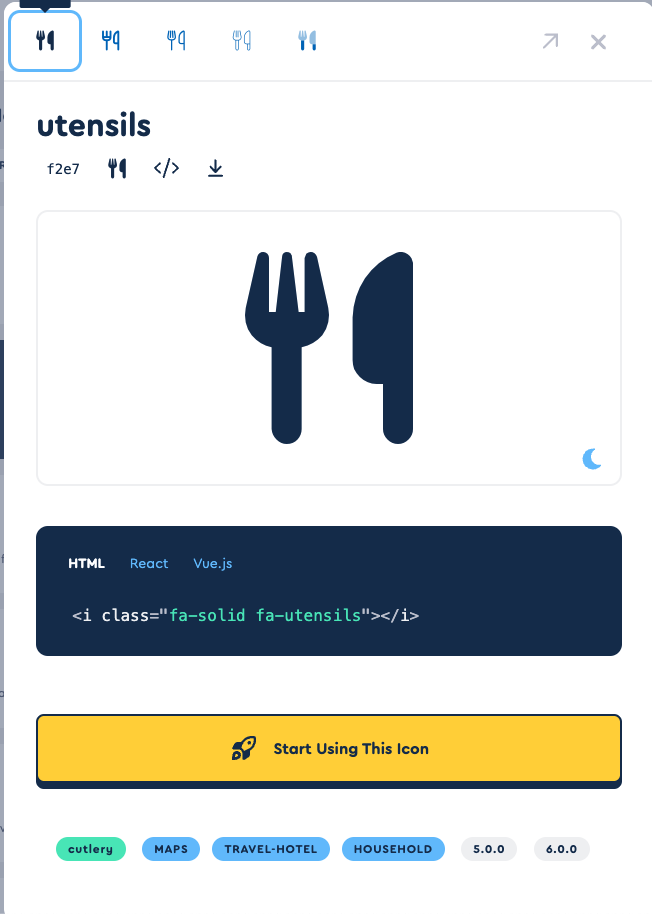 utensils
f2e7
HTML React Vue.js
<i class="fa-solid fa-utensils"></i>
Start Using This Icon
cutlery MAPS TRAVEL-HOTEL HOUSEHOLD 5.0.0 6.0.0